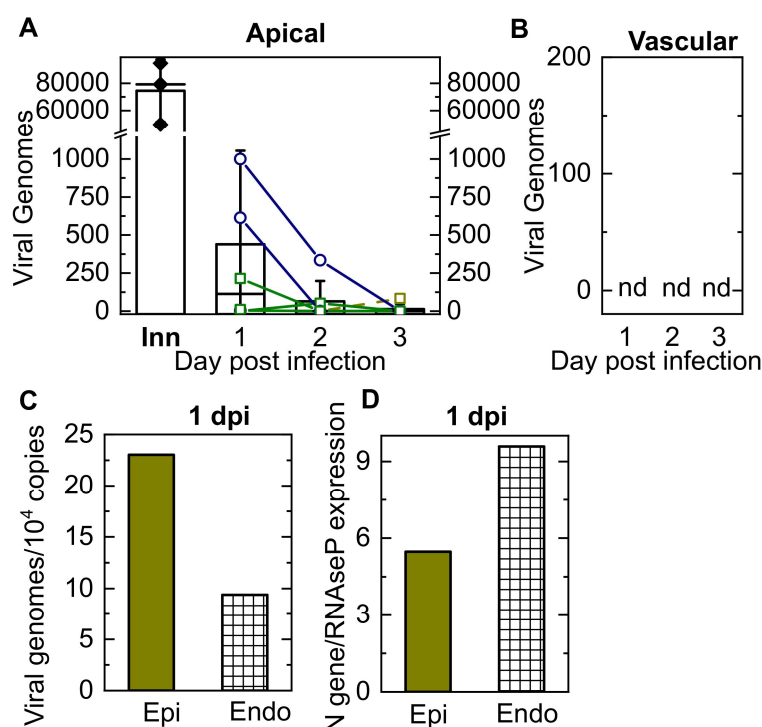 A
Apical
Viral Genomes
80000
60000
1000
750
500
250
0
80000
60000
1000
750
500
250
0
Inn 1 2 3
Day post infection
B
Vascular
Viral Genomes
200
100
0
nd nd nd
1 2 3
Day post infection
C
1 dpi
Viral genomes/10⁴ copies
25
20
15
10
5
0
Epi Endo
D
1 dpi
N gene/RNAseP expression
9
6
3
0
Epi Endo